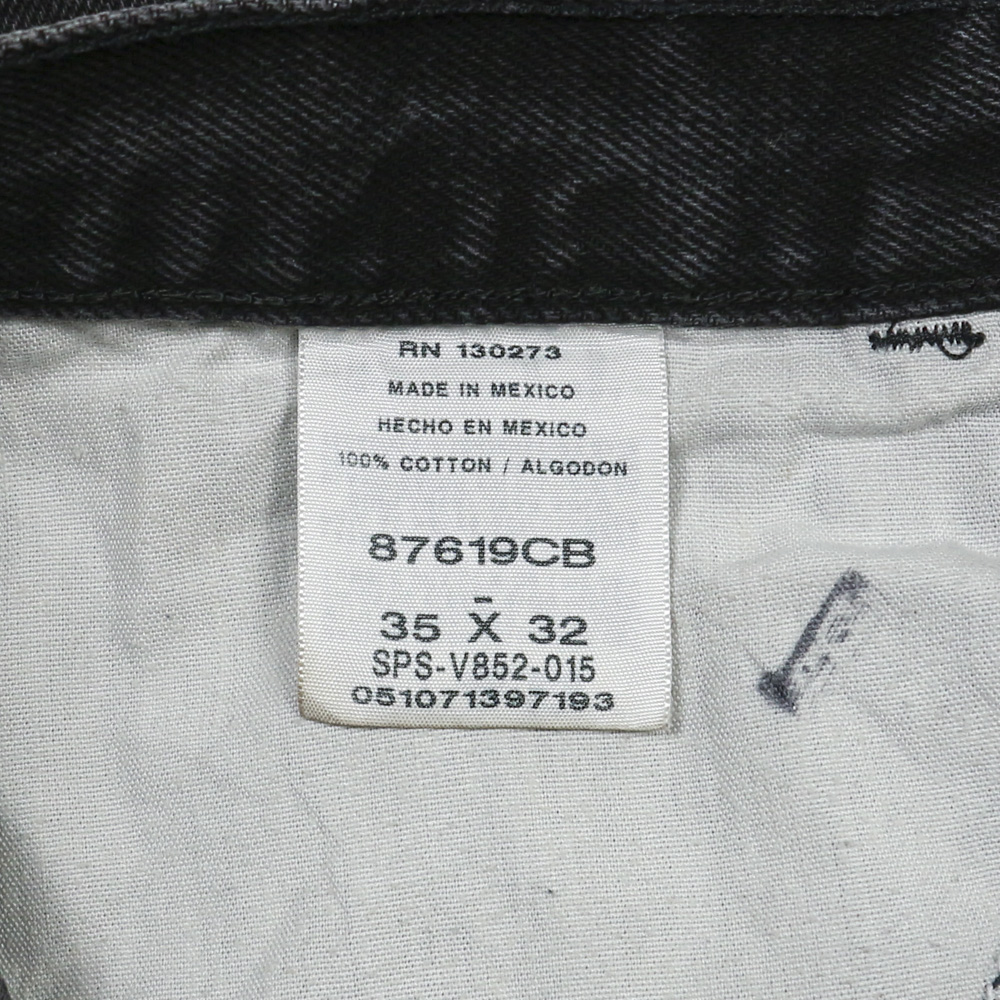 RN 130273
MADE IN MEXICO
HECHO EN MEXICO
100% COTTON / ALGODON
87619CB
-
35 X 32
SPS-V852-015
051071397193